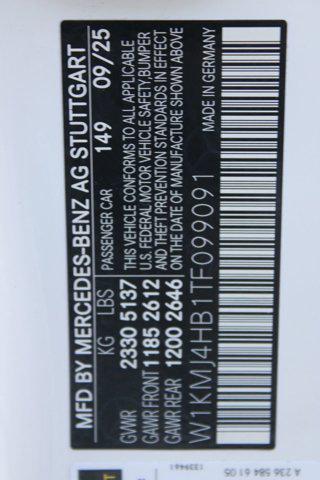 MFD BY MERCEDES-BENZ AG STUTTGART
KG LBS PASSENGER CAR 149 09/25
GVWR 2330 5137 THIS VEHICLE CONFORMS TO ALL APPLICABLE
GAWR FRONT 1185 2612 U.S. FEDERAL MOTOR VEHICLE SAFETY, BUMPER
GAWR REAR 1200 2646 AND THEFT PREVENTION STANDARDS IN EFFECT
ON THE DATE OF MANUFACTURE SHOWN ABOVE
W1KMJ4HB1TF099091 MADE IN GERMANY
1339461
A 236 584 61 05